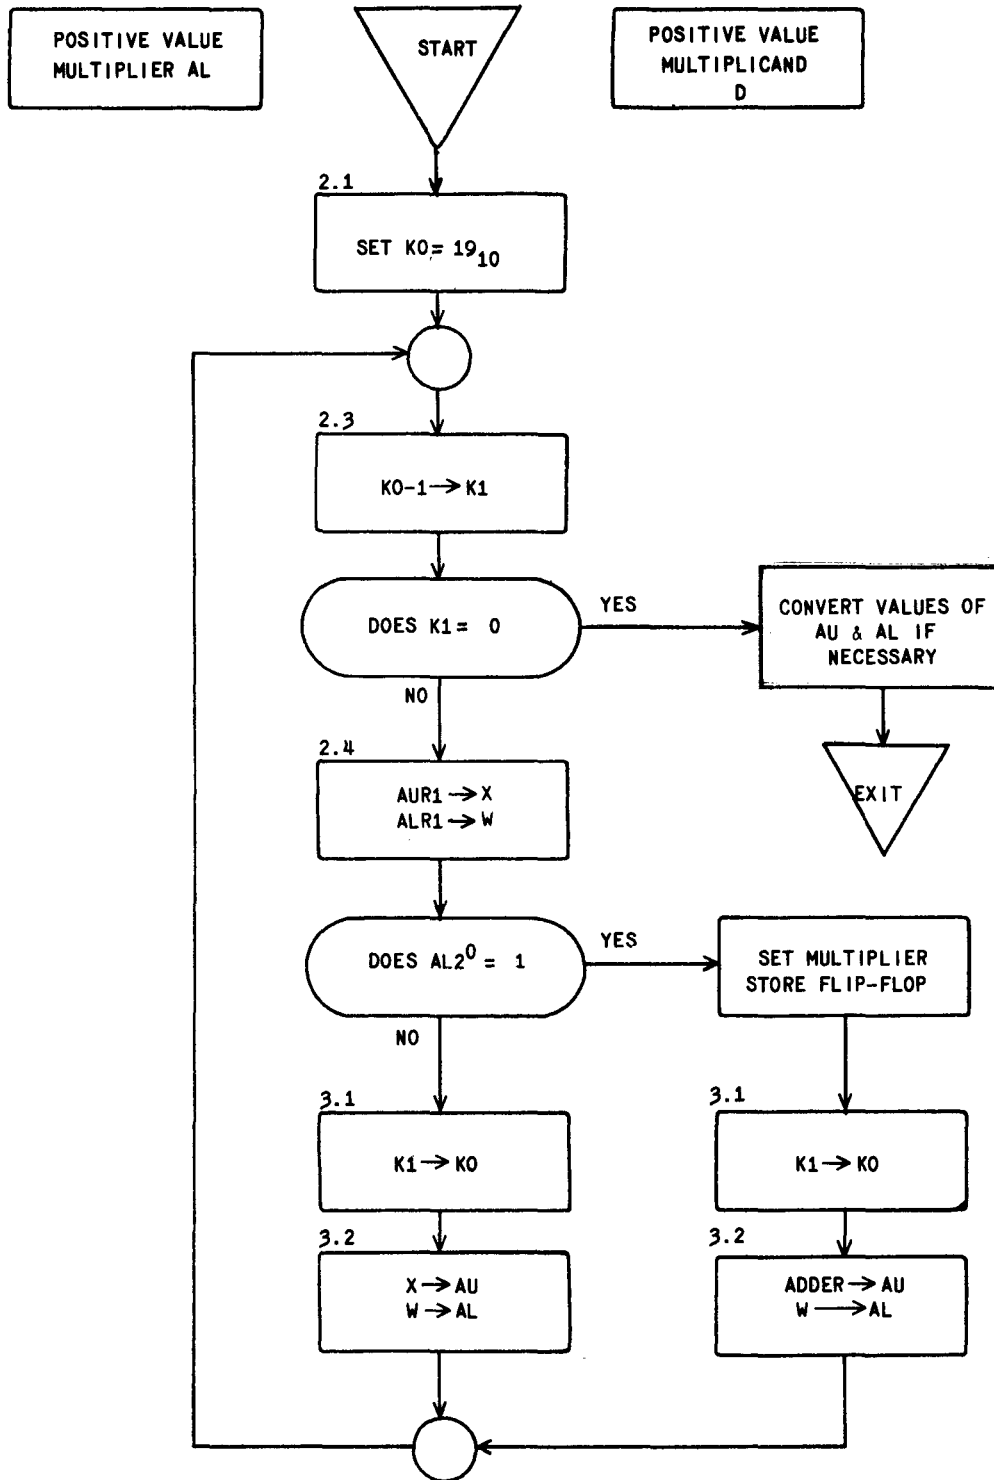 POSITIVE VALUE
MULTIPLIER AL
START
POSITIVE VALUE
MULTIPLICAND
D
2.1
SET K0= 19₁₀
2.3
K0-1→K1
DOES K1= 0
YES
CONVERT VALUES OF
AU & AL IF
NECESSARY
NO
EXIT
2.4
AUR1→X
ALR1→W
DOES AL2⁰= 1
YES
SET MULTIPLIER
STORE FLIP-FLOP
NO
3.1
K1→K0
3.1
K1→K0
3.2
X→AU
W→AL
3.2
ADDER→AU
W→AL